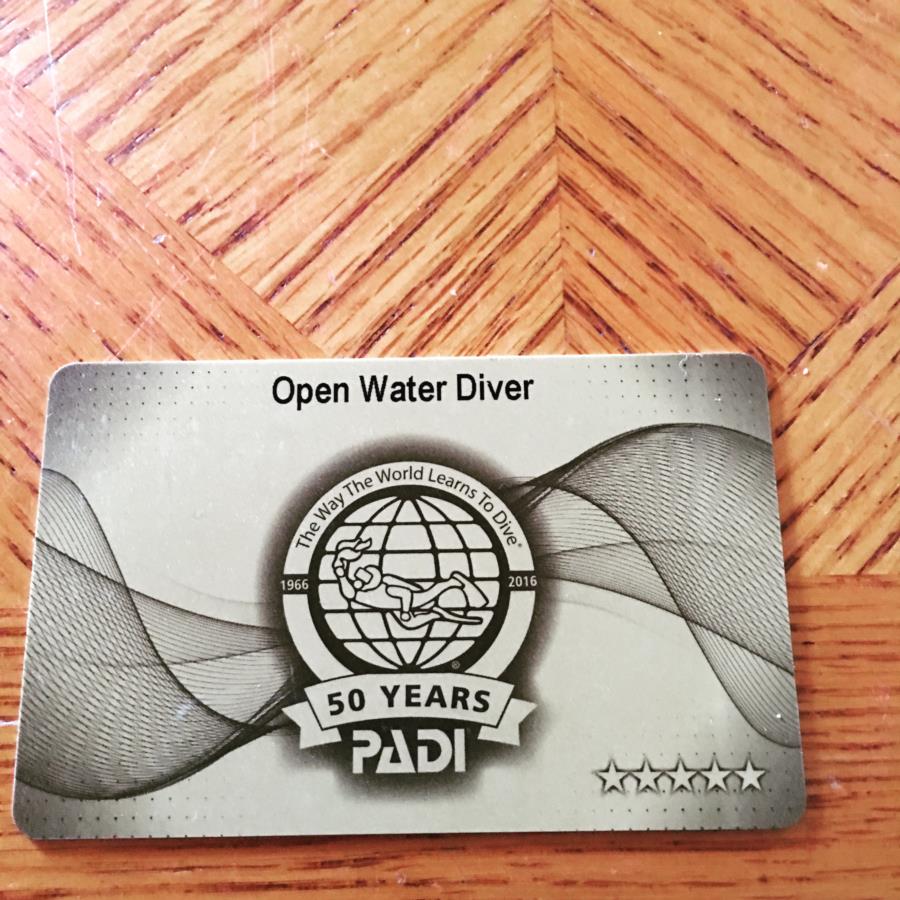 Open Water Diver
The Way The World Learns To Dive®
1966 2016
®
50 YEARS
PADI